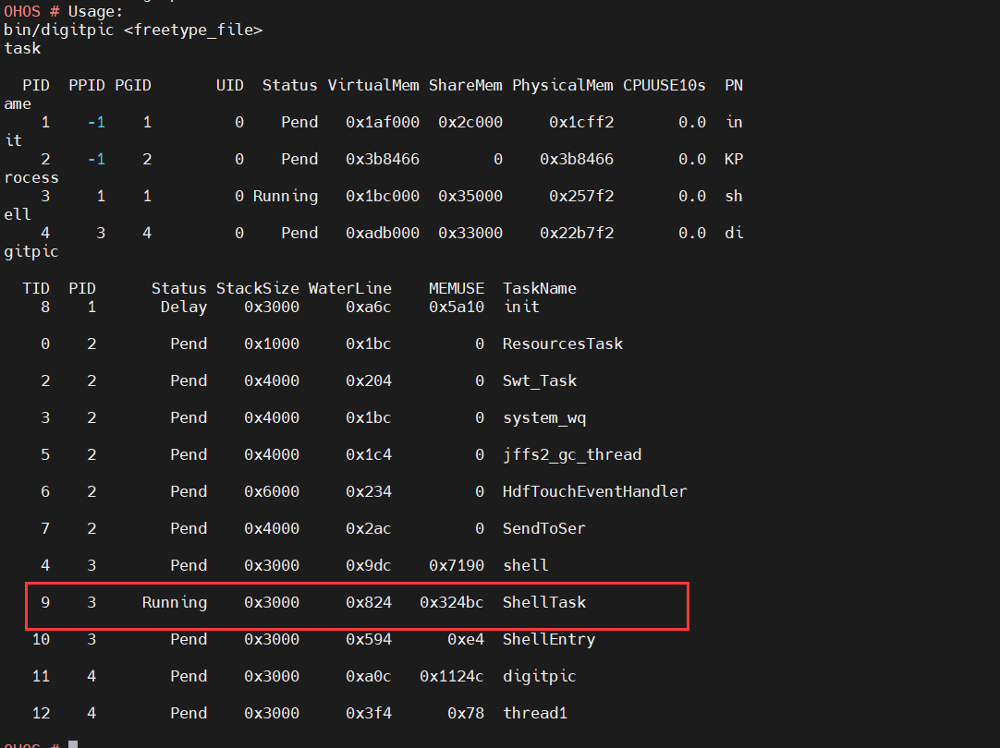 OHOS # Usage:
bin/digitpic <freetype_file>
task
PID PPID PGID UID Status VirtualMem ShareMem PhysicalMem CPUUSE10s PN
ame
1 -1 1 0 Pend 0x1af000 0x2c000 0x1cff2 0.0 in
it
2 -1 2 0 Pend 0x3b8466 0 0x3b8466 0.0 KP
rocess
3 1 1 0 Running 0x1bc000 0x35000 0x257f2 0.0 sh
ell
4 3 4 0 Pend 0xadb000 0x33000 0x22b7f2 0.0 di
gitpic
TID PID Status StackSize WaterLine MEMUSE TaskName
8 1 Delay 0x3000 0xa6c 0x5a10 init
0 2 Pend 0x1000 0x1bc 0 ResourcesTask
2 2 Pend 0x4000 0x204 0 Swt_Task
3 2 Pend 0x4000 0x1bc 0 system_wq
5 2 Pend 0x4000 0x1c4 0 jffs2_gc_thread
6 2 Pend 0x6000 0x234 0 HdfTouchEventHandler
7 2 Pend 0x4000 0x2ac 0 SendToSer
4 3 Pend 0x3000 0x9dc 0x7190 shell
9 3 Running 0x3000 0x824 0x324bc ShellTask
10 3 Pend 0x3000 0x594 0xe4 ShellEntry
11 4 Pend 0x3000 0xa0c 0x1124c digitpic
12 4 Pend 0x3000 0x3f4 0x78 thread1
OHOS #